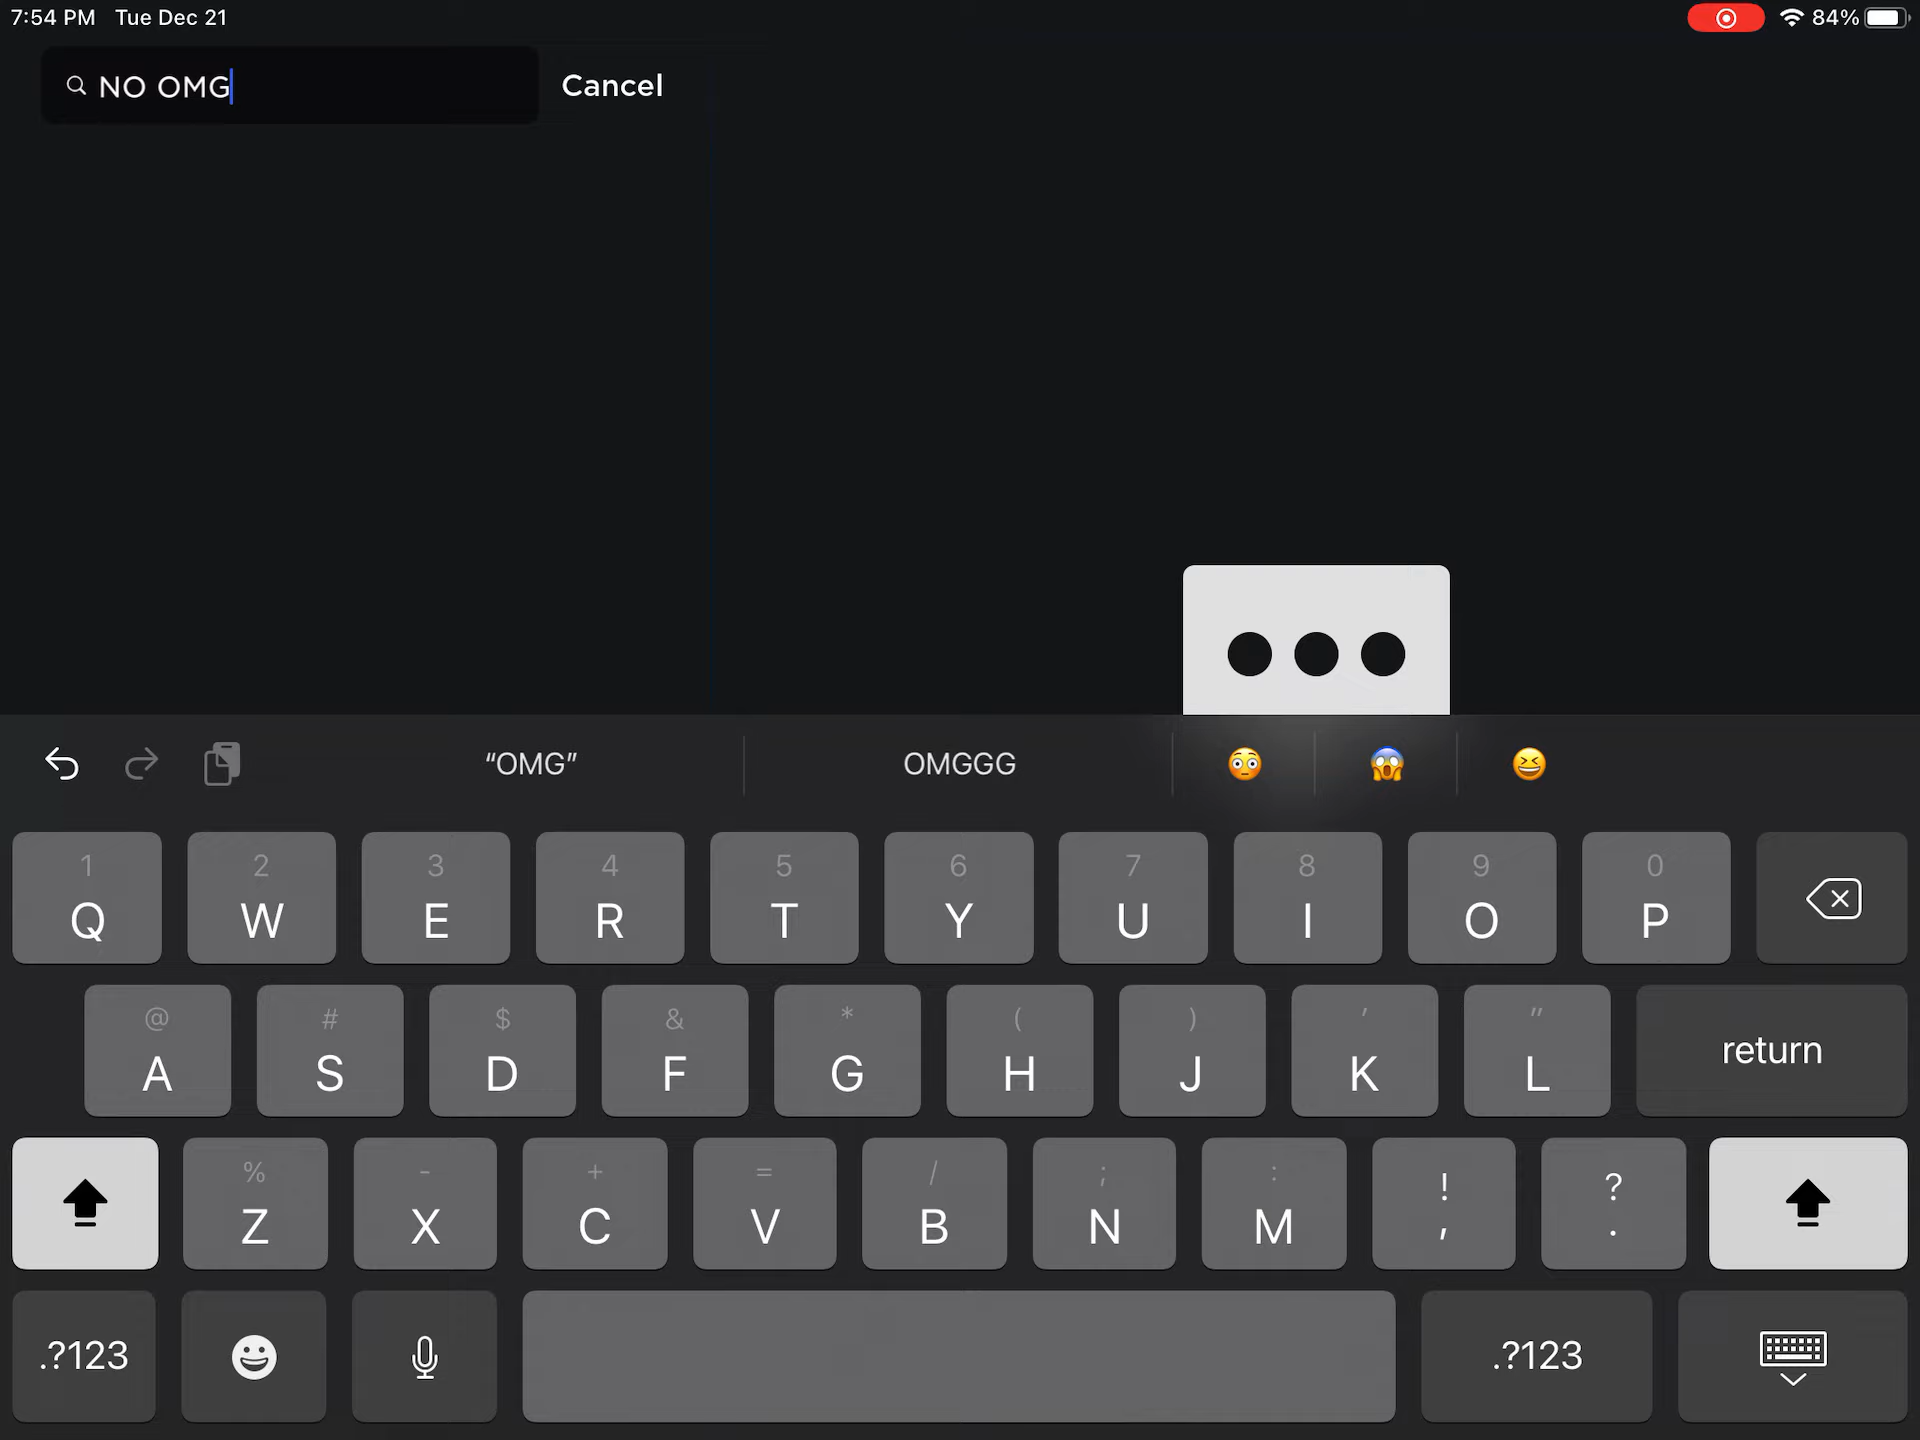 7:54 PM Tue Dec 21 84%
NO OMG Cancel
“OMG” OMGGG 😳 😱 😆
1 2 3 4 5 6 7 8 9 0
Q W E R T Y U I O P
@ # $ & * ( ) ' "
A S D F G H J K L return
% - + = / ; : ! ?
Z X C V B N M , .
.?123 .?123